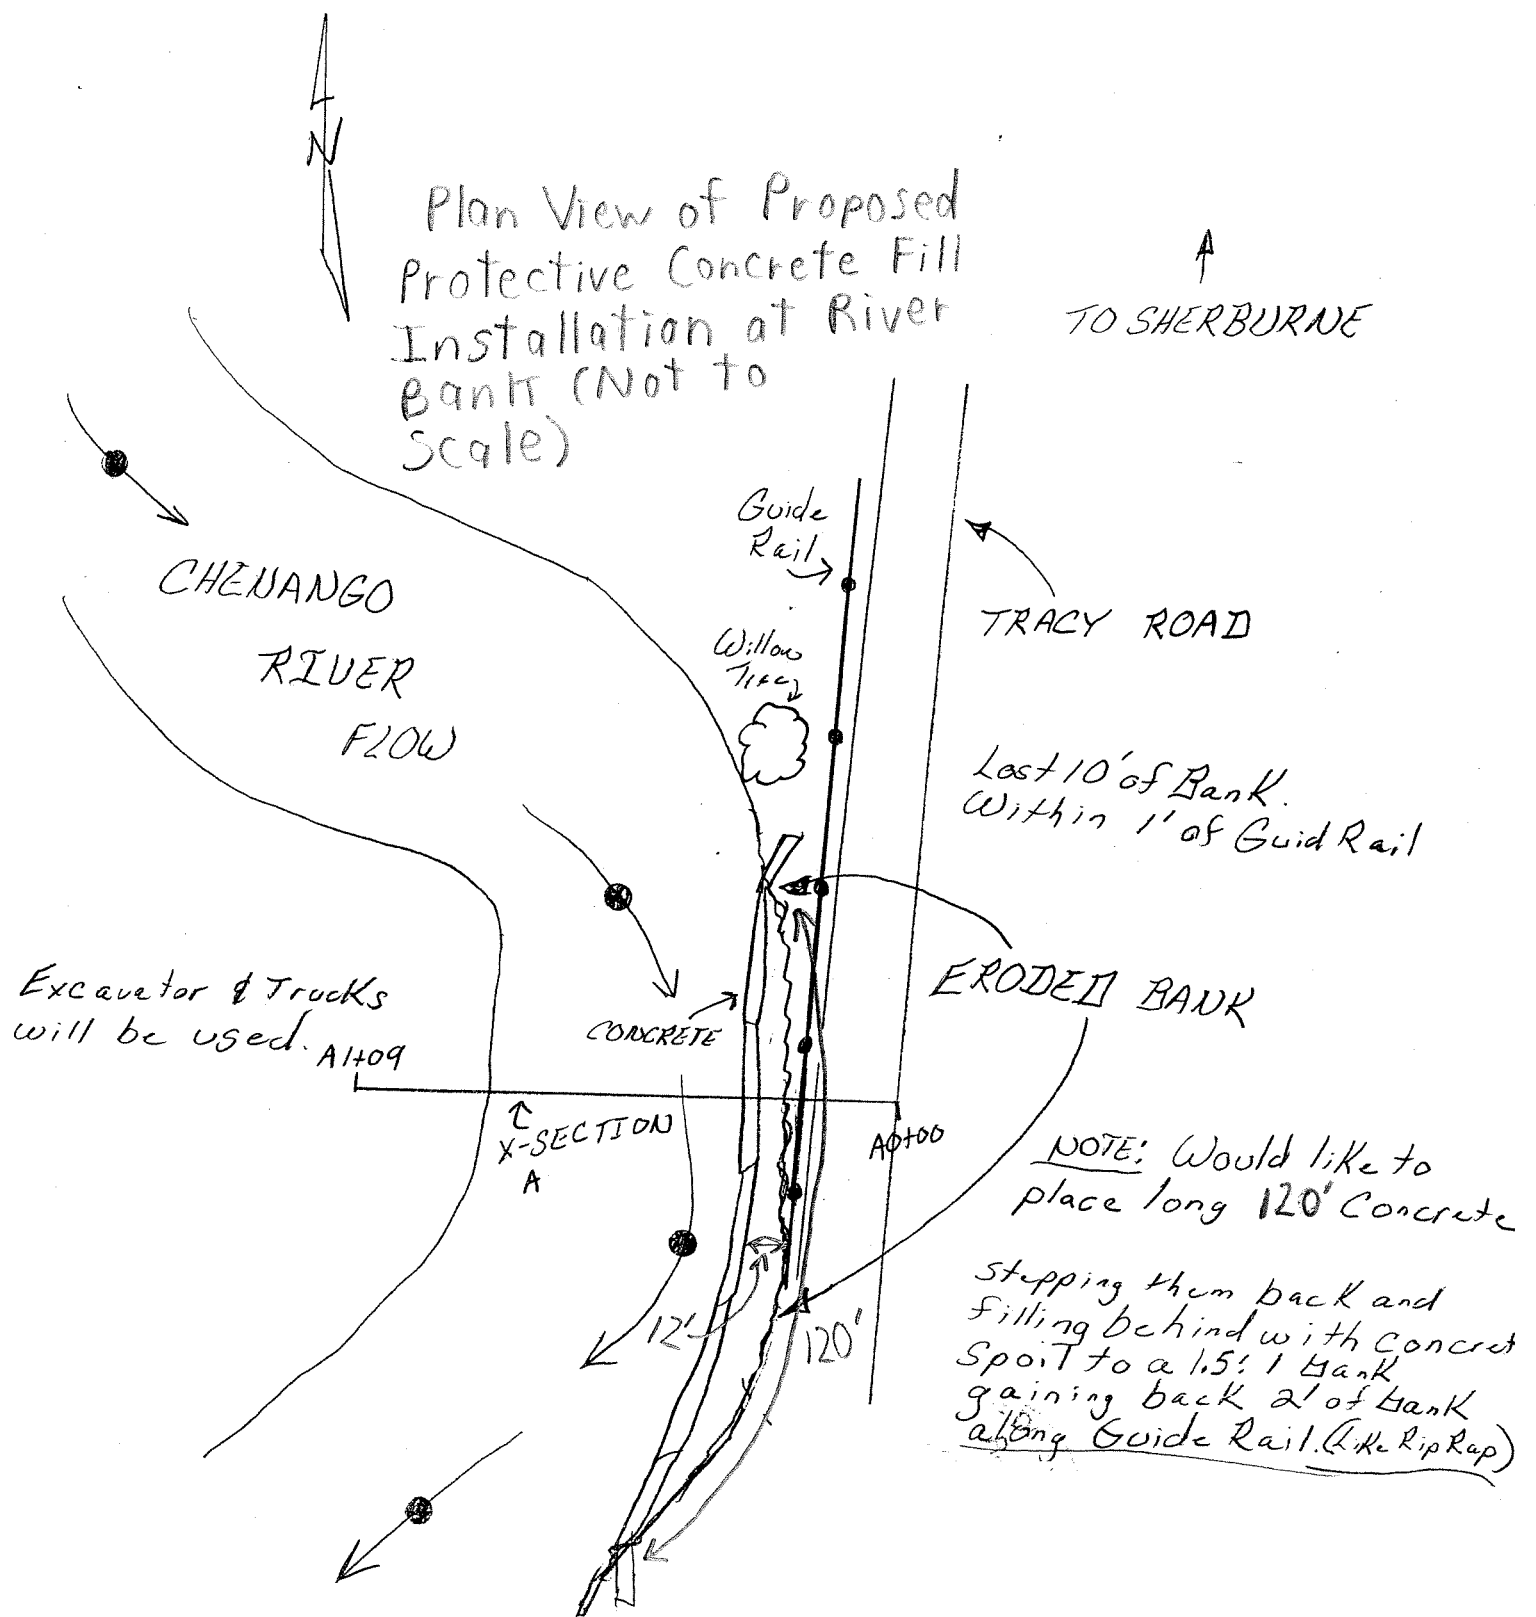 N
Plan View of Proposed
Protective Concrete Fill
Installation at River
Bank (Not to
Scale)
TO SHERBURNE
Guide
Rail
CHENANGO
RIVER
FLOW
TRACY ROAD
Willow
Tree
Lost 10' of Bank.
Within 1' of Guid Rail
ERODED BANK
Excavator & Trucks
will be used.
CONCRETE
A1+09
X-SECTION
A
A0+00
NOTE: Would like to
place long 120' Concrete
stepping them back and
filling behind with concret
spoil to a 1.5:1 bank
gaining back 2' of bank
along Guide Rail. (Like Rip Rap)
12'
120'